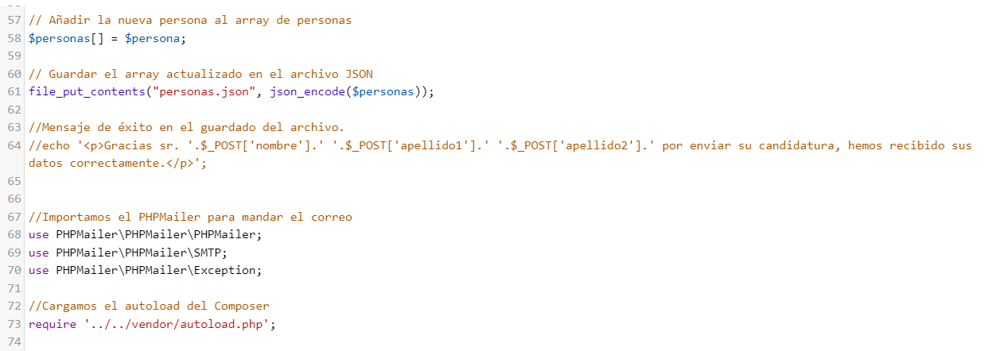 57 // Añadir la nueva persona al array de personas
58 $personas[] = $persona;
59
60 // Guardar el array actualizado en el archivo JSON
61 file_put_contents("personas.json", json_encode($personas));
62
63 //Mensaje de éxito en el guardado del archivo.
64 //echo '<p>Gracias sr. '.$_POST['nombre'].' '.$_POST['apellido1'].' '.$_POST['apellido2'].' por enviar su candidatura, hemos recibido sus
datos correctamente.</p>';
65
66
67 //Importamos el PHPMailer para mandar el correo
68 use PHPMailer\PHPMailer\PHPMailer;
69 use PHPMailer\PHPMailer\SMTP;
70 use PHPMailer\PHPMailer\Exception;
71
72 //Cargamos el autoload del Composer
73 require '../../vendor/autoload.php';
74